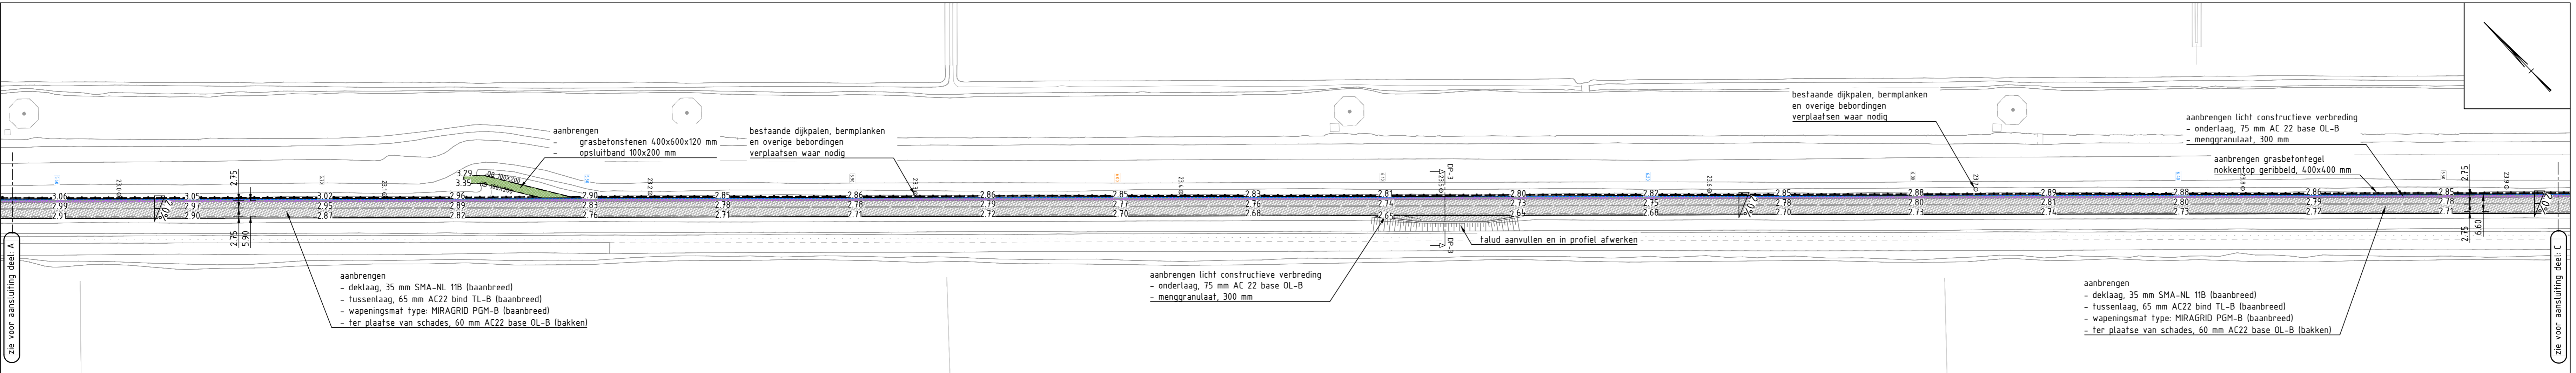 zie voor aansluiting deel: A
aanbrengen
- grasbetonstenen 400x600x120 mm
- opsluitband 100x200 mm
bestaande dijkpalen, bermplanken
en overige bebordingen
verplaatsen waar nodig
bestaande dijkpalen, bermplanken
en overige bebordingen
verplaatsen waar nodig
aanbrengen licht constructieve verbreding
- onderlaag, 75 mm AC 22 base OL-B
- menggranulaat, 300 mm
aanbrengen grasbetontegel
nokkentop geribbeld, 400x400 mm
3.29
3.35
OB 100x200
OB 100x200
DP-3
2.75
2.75
3.06 3.05 3.02 2.96 2.90 2.85 2.86 2.86 2.85 2.83 2.81 2.80 2.82 2.85 2.88 2.89 2.88 2.86 2.85
2.99 2.97 2.95 2.89 2.83 2.78 2.78 2.79 2.77 2.76 2.74 2.73 2.75 2.78 2.80 2.81 2.80 2.79 2.78
2.91 2.90 2.87 2.82 2.76 2.71 2.71 2.72 2.70 2.68 2.65 2.64 2.68 2.70 2.73 2.74 2.73 2.72 2.71
2.75
5.90
2.75
6.60
DP-3
talud aanvullen en in profiel afwerken
aanbrengen
- deklaag, 35 mm SMA-NL 11B (baanbreed)
- tussenlaag, 65 mm AC22 bind TL-B (baanbreed)
- wapeningsmat type: MIRAGRID PGM-B (baanbreed)
- ter plaatse van schades, 60 mm AC22 base OL-B (bakken)
aanbrengen licht constructieve verbreding
- onderlaag, 75 mm AC 22 base OL-B
- menggranulaat, 300 mm
aanbrengen
- deklaag, 35 mm SMA-NL 11B (baanbreed)
- tussenlaag, 65 mm AC22 bind TL-B (baanbreed)
- wapeningsmat type: MIRAGRID PGM-B (baanbreed)
- ter plaatse van schades, 60 mm AC22 base OL-B (bakken)
zie voor aansluiting deel: C